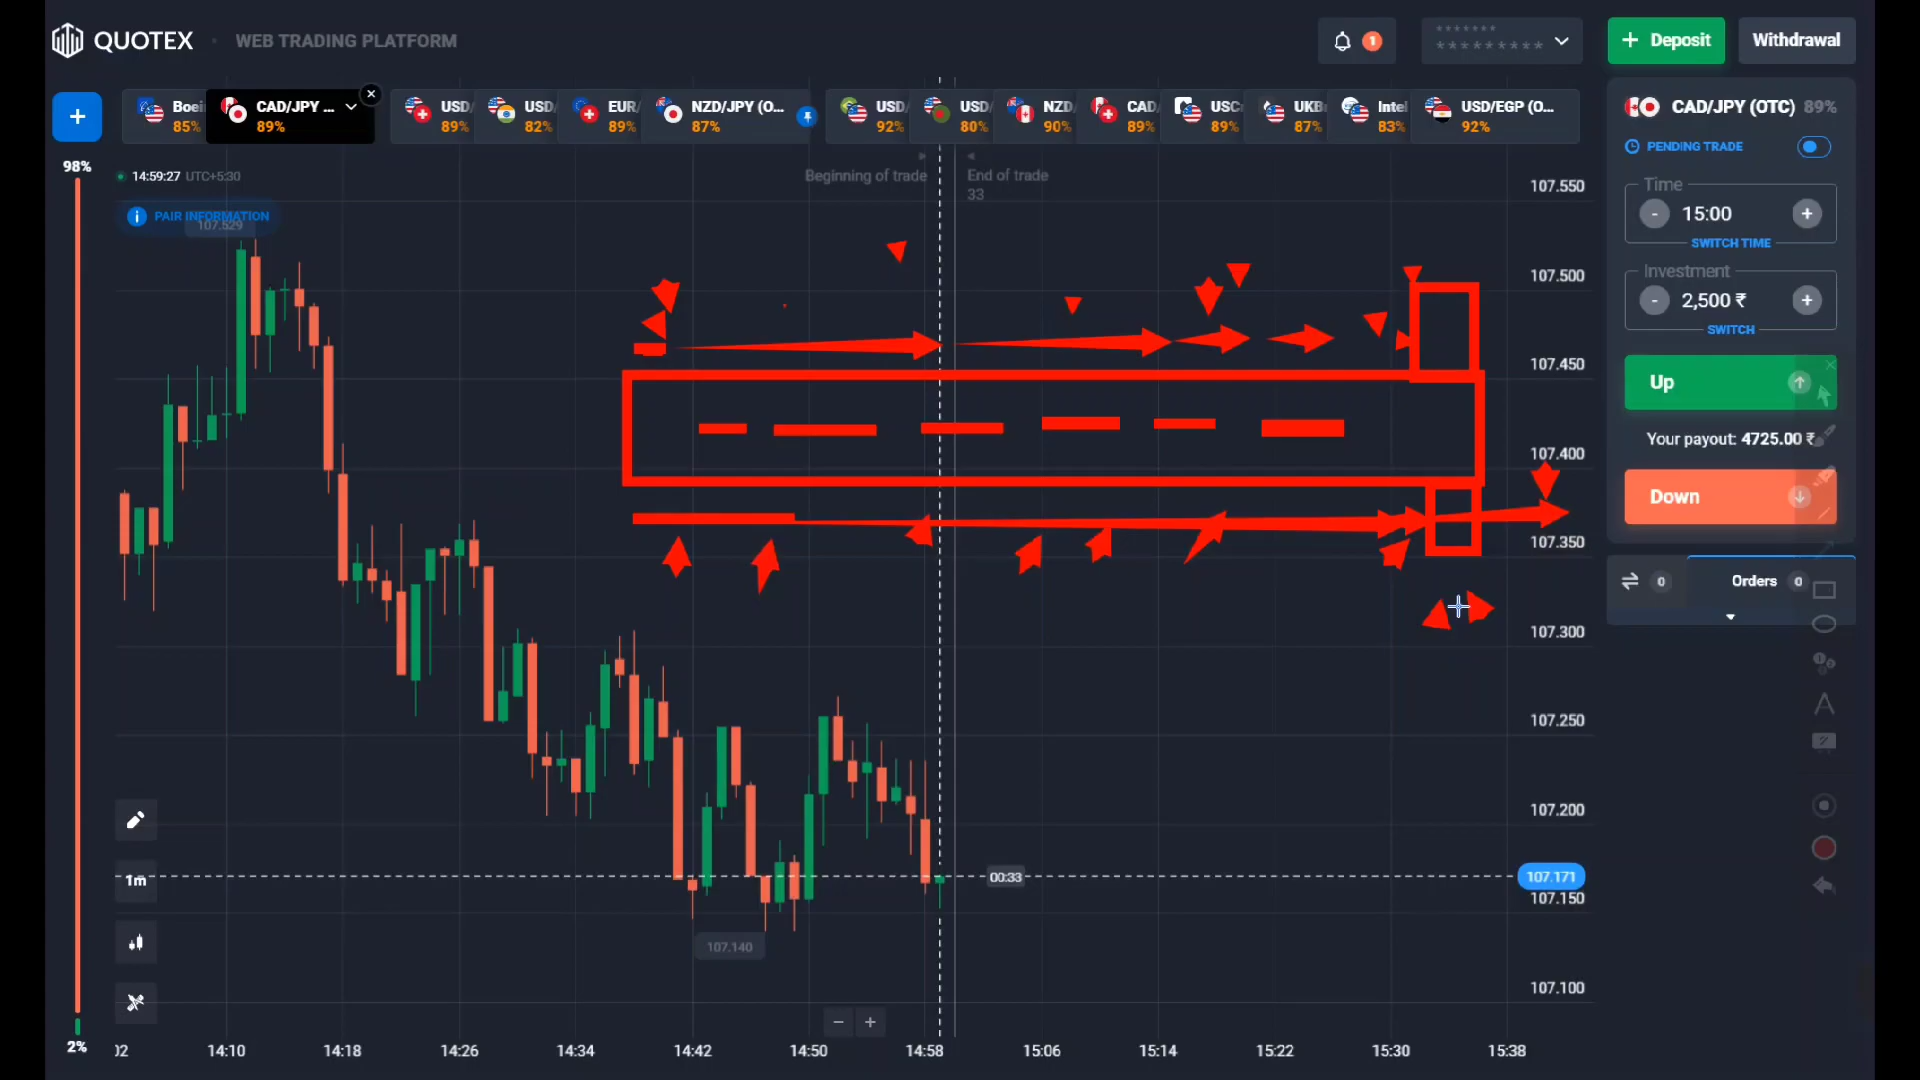 QUOTEX
WEB TRADING PLATFORM
1
*******
*********
+ Deposit
Withdrawal
+
Boei
85%
CAD/JPY ...
89%
USD/
89%
USD/
82%
EUR/
89%
NZD/JPY (O...
87%
USD/
92%
USD/
80%
NZD
90%
CAD
89%
USC
89%
UKB
87%
Intel
83%
USD/EGP (O...
92%
CAD/JPY (OTC) 89%
98%
14:59:27 UTC+5:30
PAIR INFORMATION
107.529
Beginning of trade
End of trade
33
PENDING TRADE
Time
- 15:00 +
SWITCH TIME
Investment
- 2,500 ₹ +
SWITCH
Up
Your payout: 4725.00 ₹
Down
0
Orders 0
107.550
107.500
107.450
107.400
107.350
107.300
107.250
107.200
107.171
107.150
107.100
1m
00:33
107.140
2%
:02
14:10
14:18
14:26
14:34
14:42
14:50
14:58
15:06
15:14
15:22
15:30
15:38